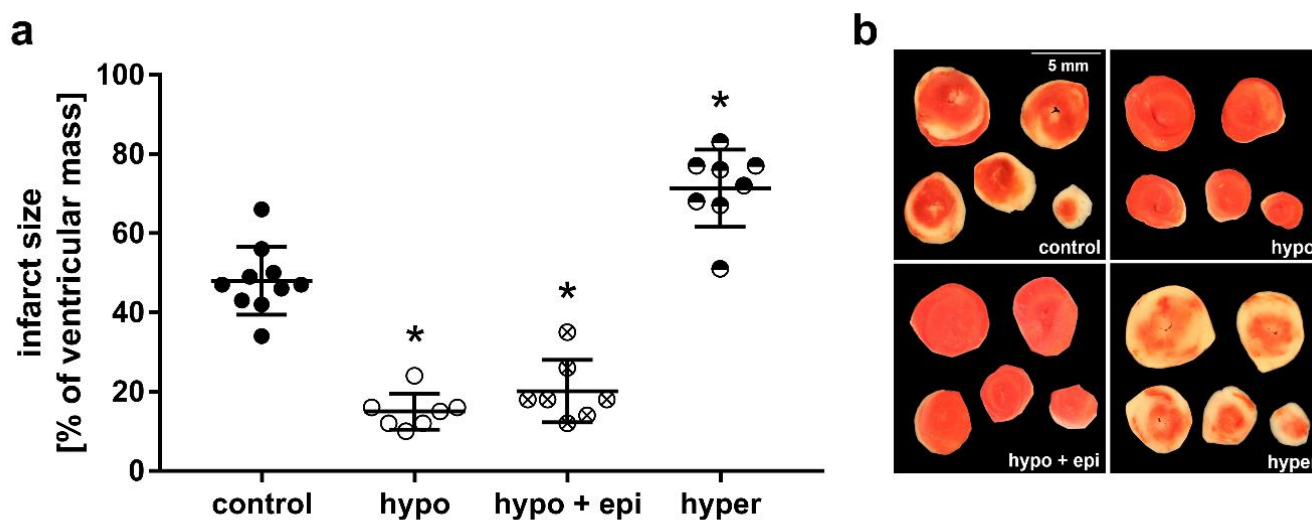 a
infarct size
[% of ventricular mass]
100
80
60
40
20
0
*
*
*
*
control
hypo
hypo + epi
hyper
b
5 mm
control
hypo
hypo + epi
hyper